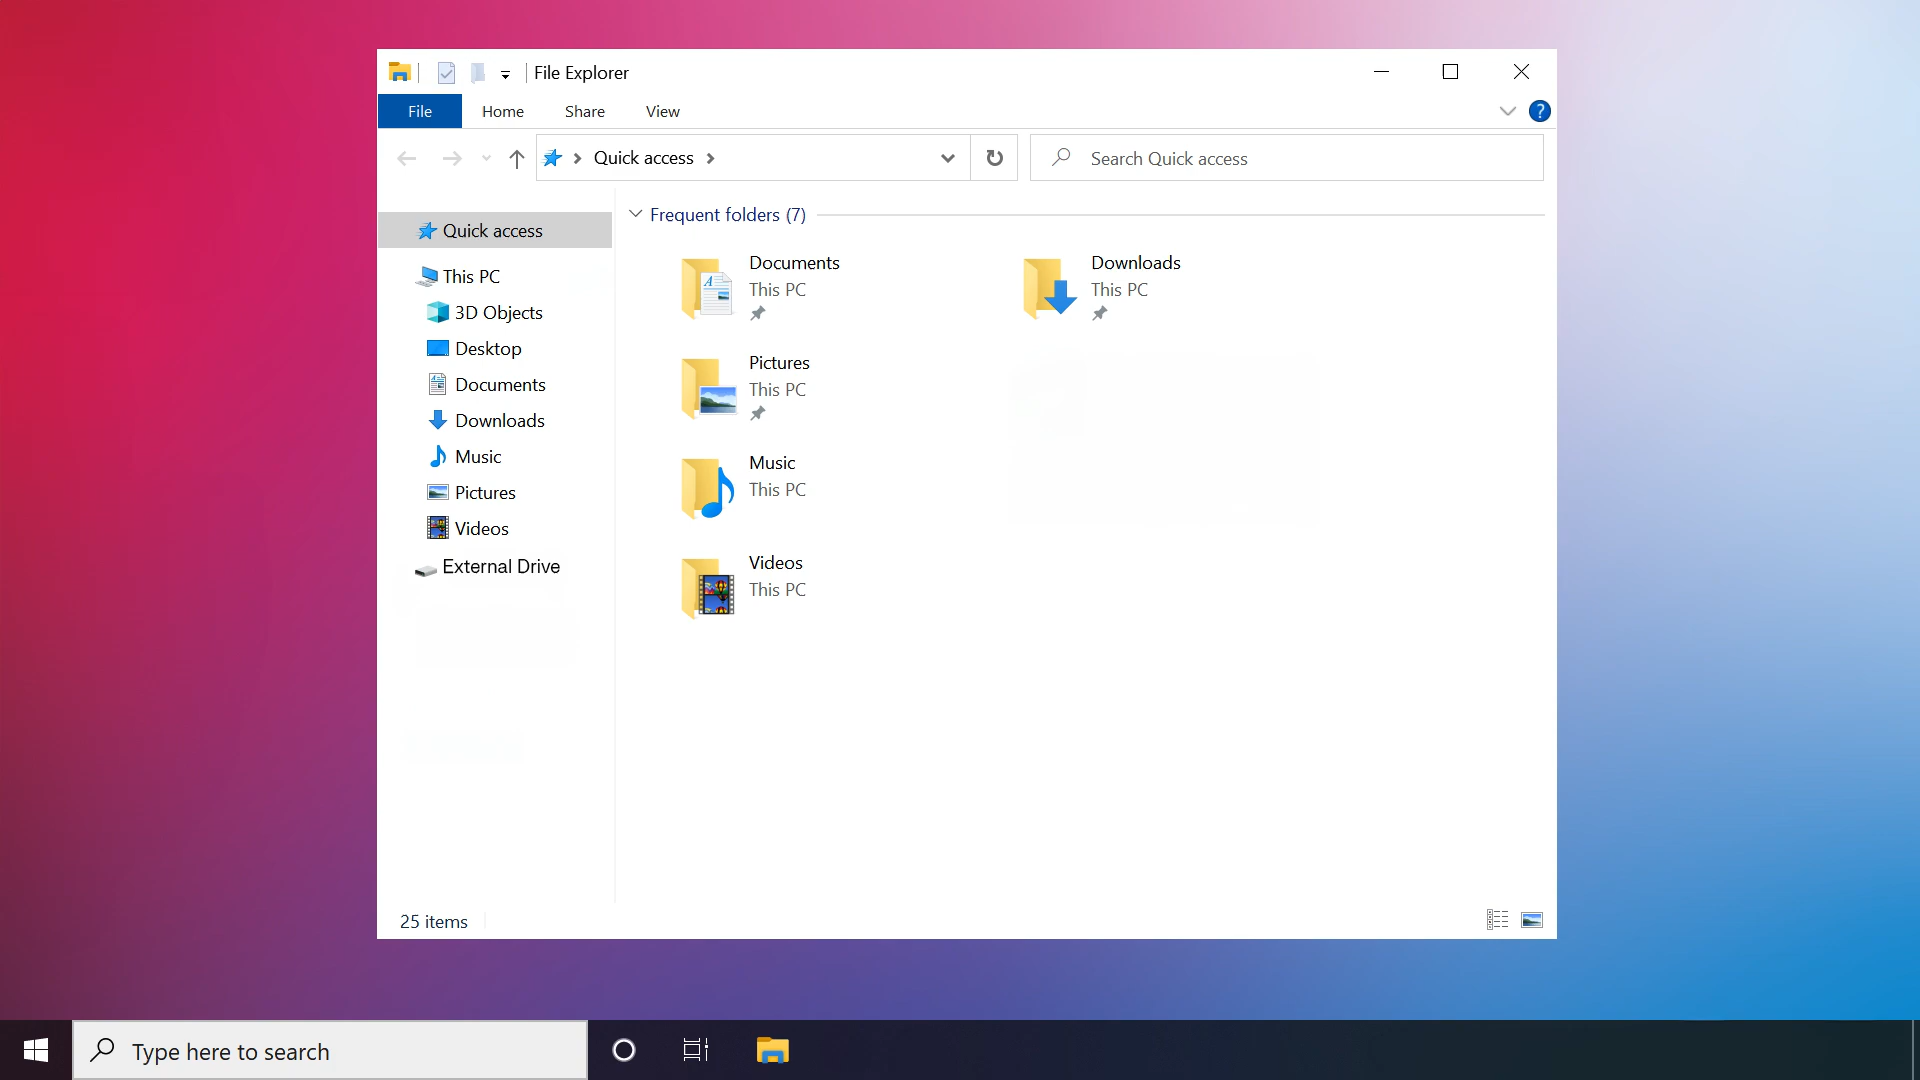 File Explorer
File Home Share View
?
Quick access
Search Quick access
Quick access
This PC
3D Objects
Desktop
Documents
Downloads
Music
Pictures
Videos
External Drive
Frequent folders (7)
Documents
This PC
Downloads
This PC
Pictures
This PC
Music
This PC
Videos
This PC
25 items
Type here to search